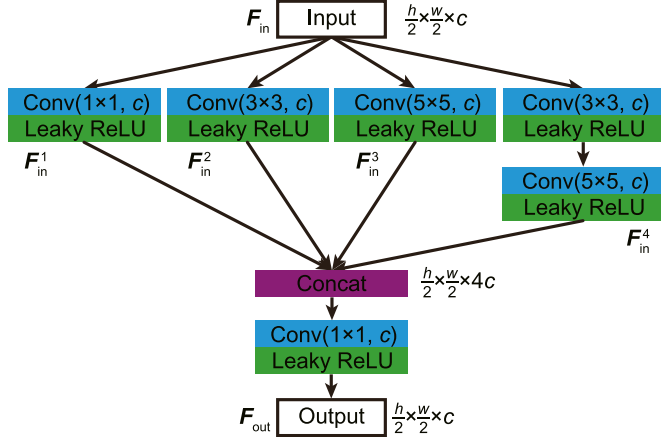 F_in Input h/2×w/2×c
Conv(1×1, c) Conv(3×3, c) Conv(5×5, c) Conv(3×3, c)
Leaky ReLU Leaky ReLU Leaky ReLU Leaky ReLU
F_in^1 F_in^2 F_in^3
Conv(5×5, c)
Leaky ReLU
F_in^4
Concat h/2×w/2×4c
Conv(1×1, c)
Leaky ReLU
F_out Output h/2×w/2×c